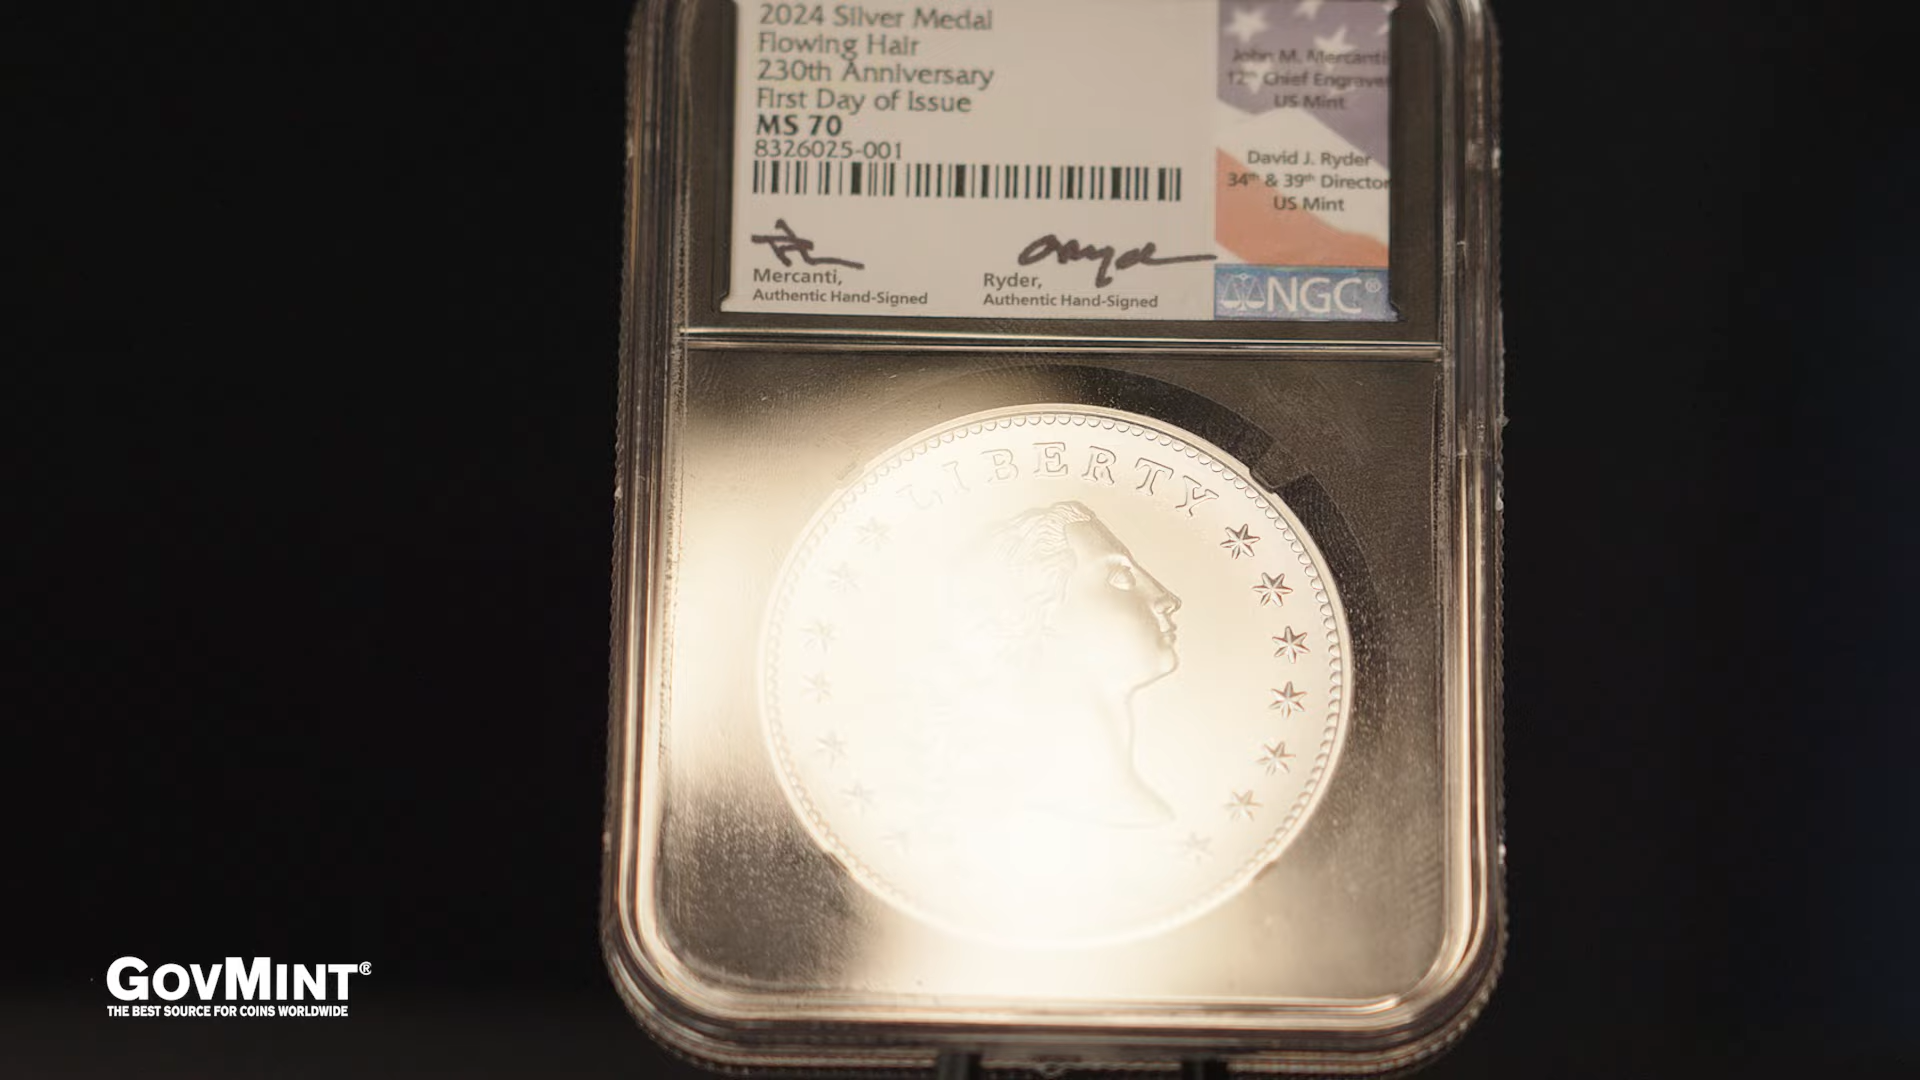 2024 Silver Medal
Flowing Hair
230th Anniversary
First Day of Issue
MS 70
8326025-001
Mercanti,
Authentic Hand-Signed
Ryder,
Authentic Hand-Signed
John M. Mercanti
12th Chief Engraver
US Mint
David J. Ryder
34th & 39th Director
US Mint
NGC®
LIBERTY
GOVMINT®
THE BEST SOURCE FOR COINS WORLDWIDE